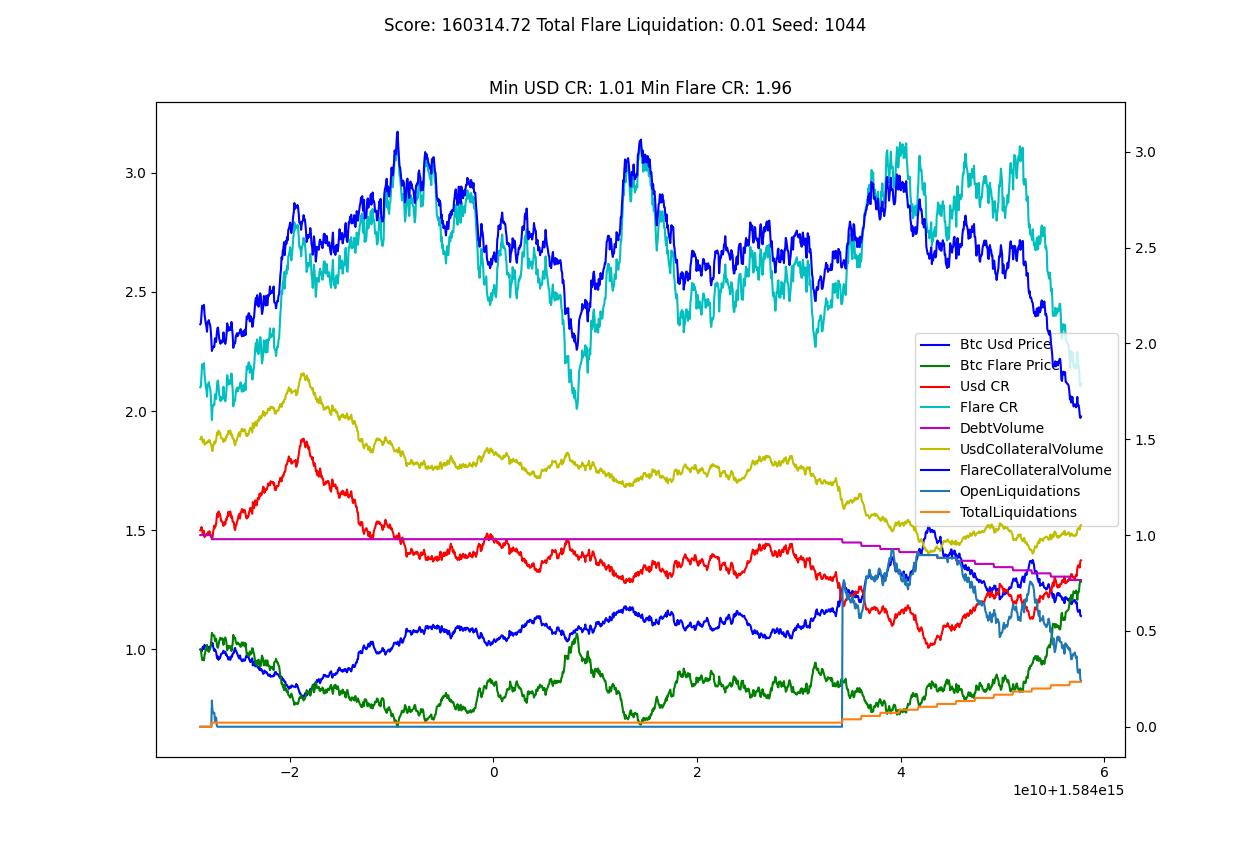 Score: 160314.72 Total Flare Liquidation: 0.01 Seed: 1044
Min USD CR: 1.01 Min Flare CR: 1.96
3.0
2.5
2.0
1.5
1.0
3.0
2.5
2.0
1.5
1.0
0.5
0.0
Btc Usd Price
Btc Flare Price
Usd CR
Flare CR
DebtVolume
UsdCollateralVolume
FlareCollateralVolume
OpenLiquidations
TotalLiquidations
−2 0 2 4 6
1e10+1.584e15